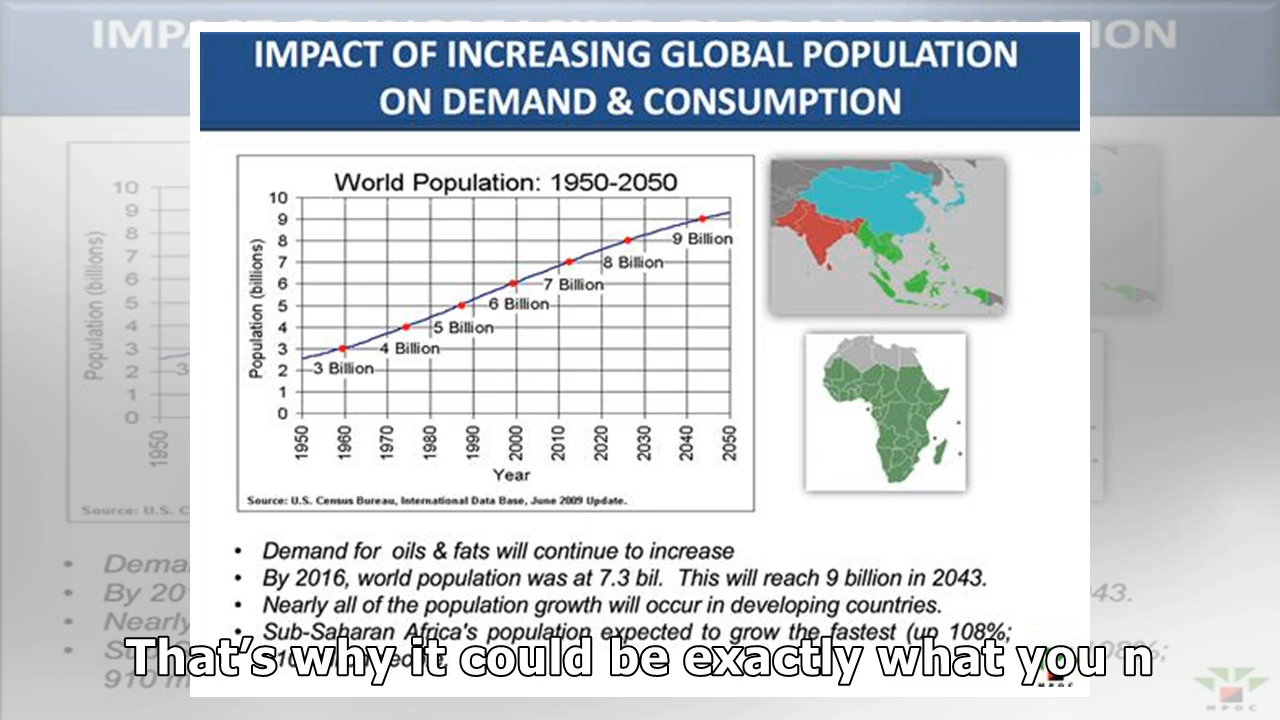 IMPACT OF INCREASING GLOBAL POPULATION
ON DEMAND & CONSUMPTION
World Population: 1950-2050
Population (billions)
10
9
8
7
6
5
4
3
2
1
0
9 Billion
8 Billion
7 Billion
6 Billion
5 Billion
4 Billion
3 Billion
1950 1960 1970 1980 1990 2000 2010 2020 2030 2040 2050
Year
Source: U.S. Census Bureau, International Data Base, June 2009 Update.
• Demand for oils & fats will continue to increase
• By 2016, world population was at 7.3 bil. This will reach 9 billion in 2043.
• Nearly all of the population growth will occur in developing countries.
• Sub-Saharan Africa's population expected to grow the fastest (up 108%;
That's why it could be exactly what you n
MPOC